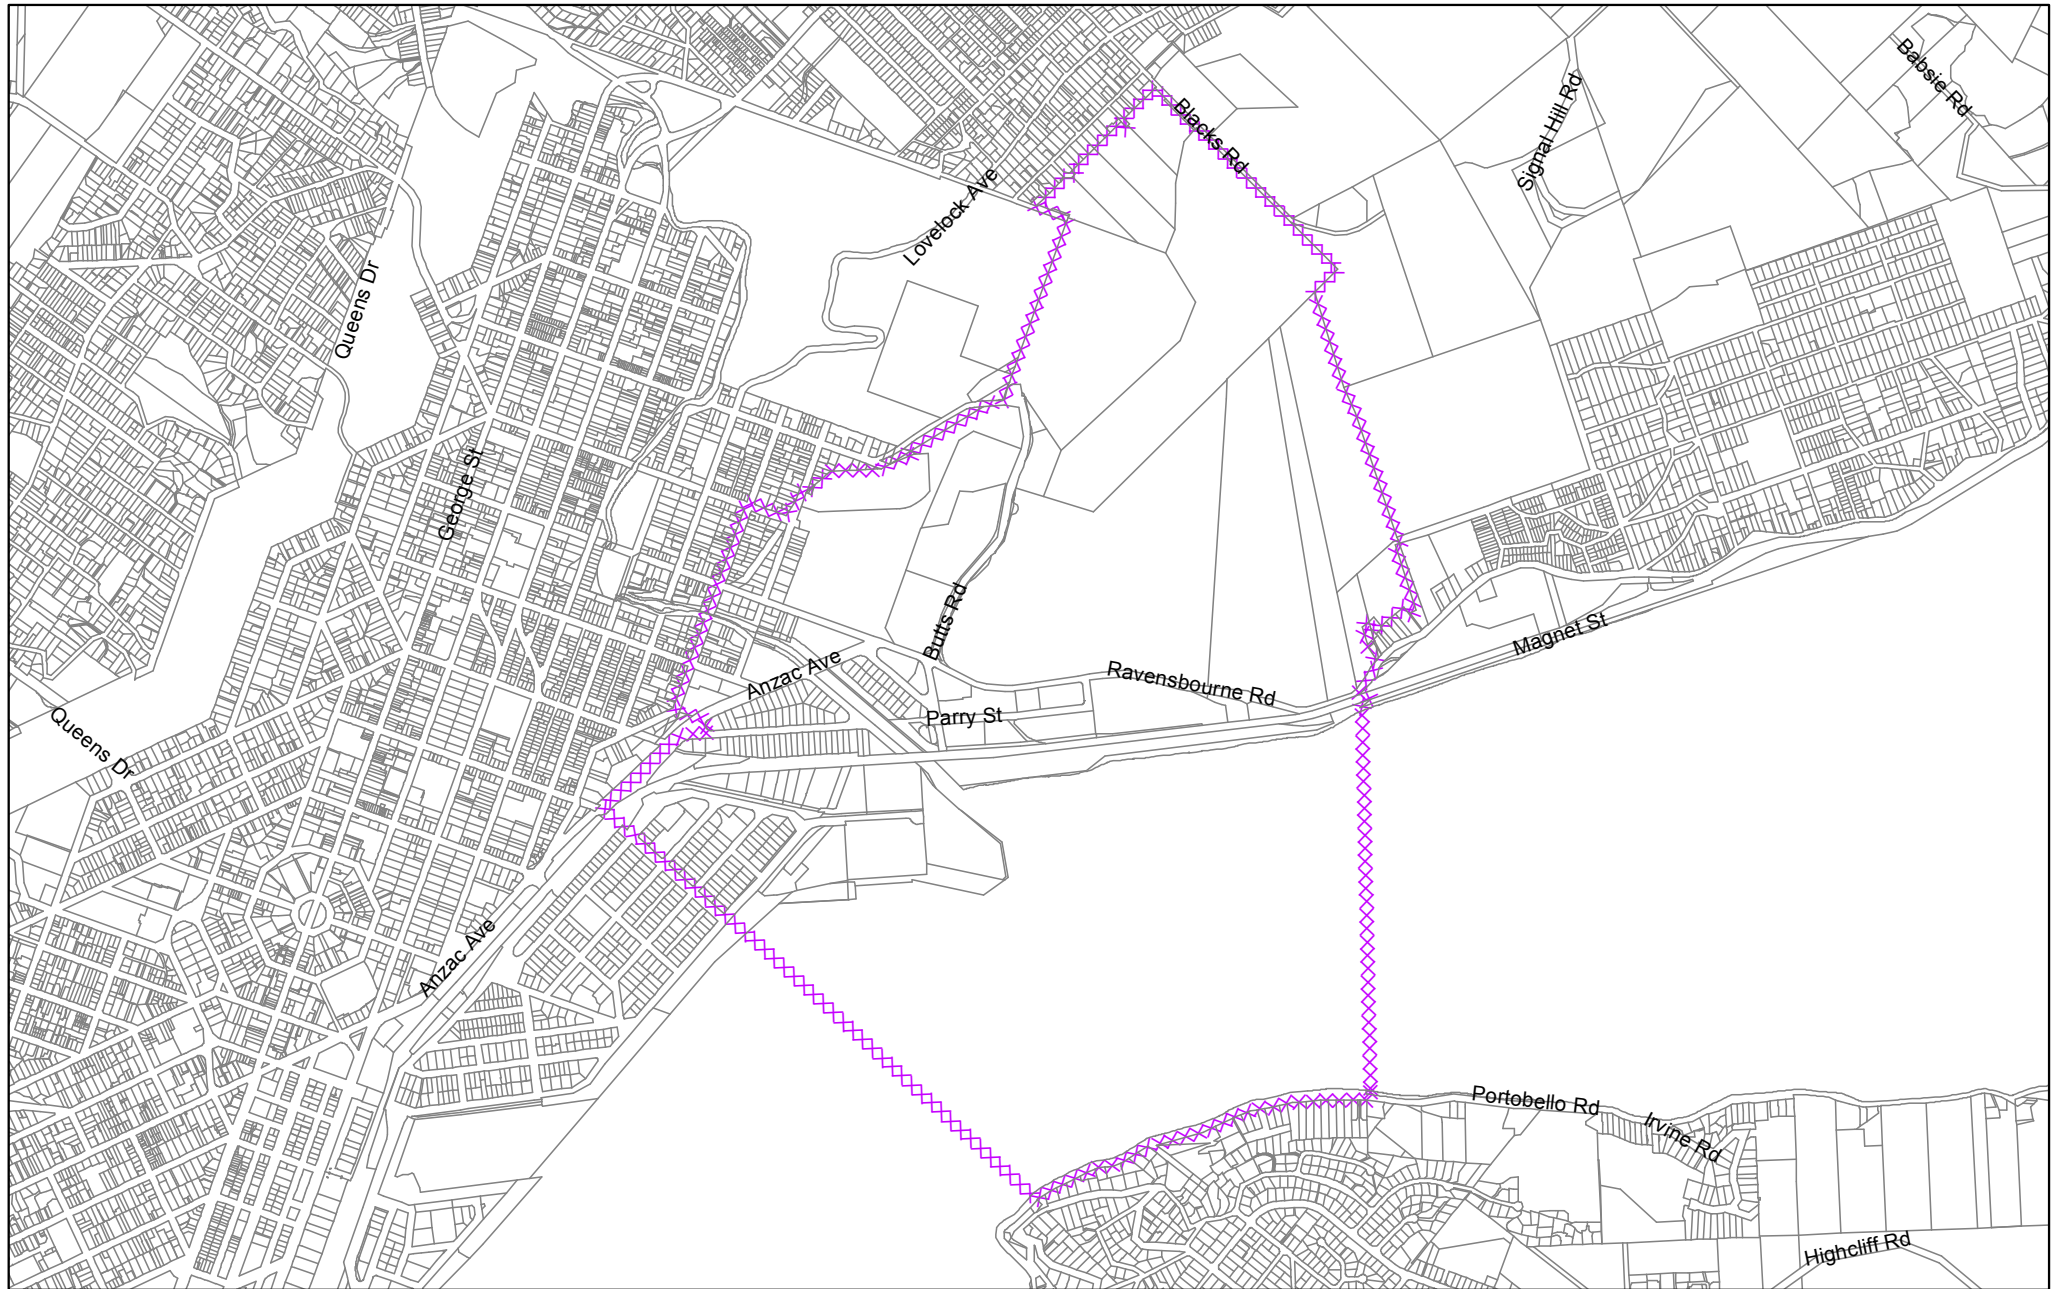 Babsie Rd
Blacks Rd
Signal Hill Rd
Lovelock Ave
Queens Dr
George St
Butts Rd
Magnet St
Anzac Ave
Ravensbourne Rd
Parry St
Queens Dr
Anzac Ave
Portobello Rd
Irvine Rd
Highcliff Rd